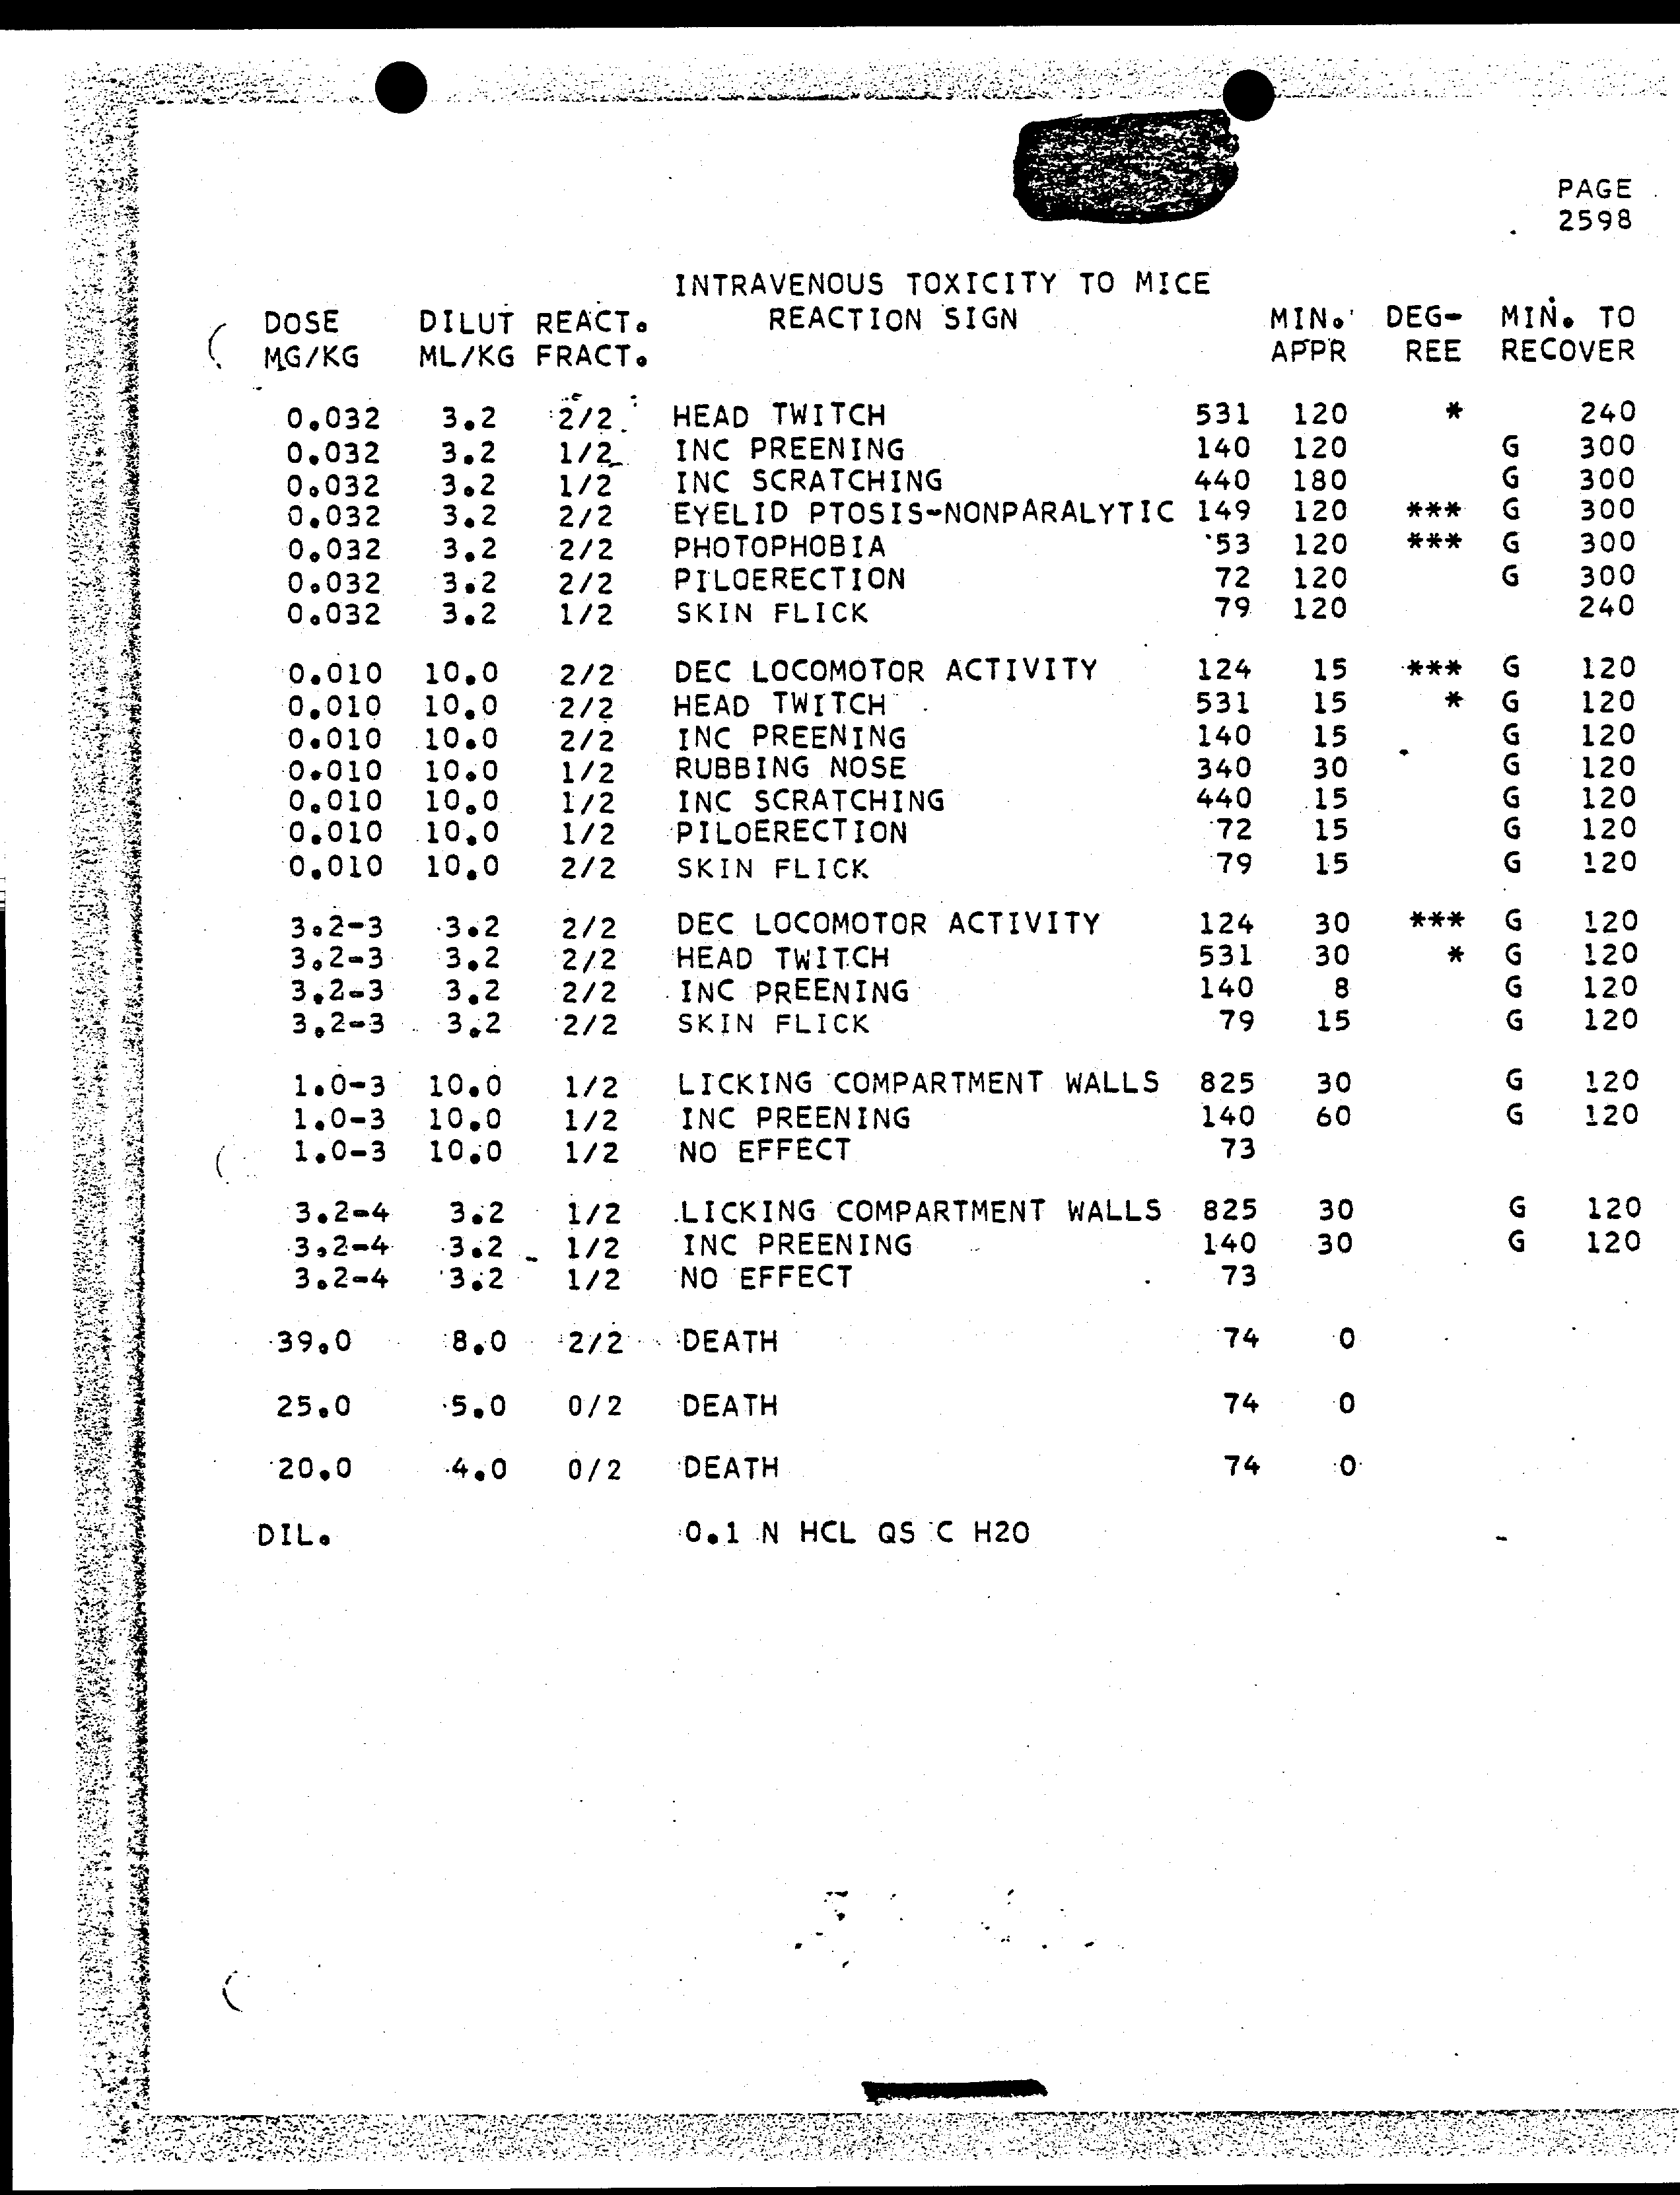 PAGE
2598
INTRAVENOUS TOXICITY TO MICE
DOSE DILUT REACT. REACTION SIGN MIN. DEG- MIN. TO
MG/KG ML/KG FRACT. APPR REE RECOVER
0.032 3.2 2/2 HEAD TWITCH 531 120 * 240
0.032 3.2 1/2 INC PREENING 140 120 G 300
0.032 3.2 1/2 INC SCRATCHING 440 180 G 300
0.032 3.2 2/2 EYELID PTOSIS-NONPARALYTIC 149 120 *** G 300
0.032 3.2 2/2 PHOTOPHOBIA 53 120 *** G 300
0.032 3.2 2/2 PILOERECTION 72 120 G 300
0.032 3.2 1/2 SKIN FLICK 79 120 240
0.010 10.0 2/2 DEC LOCOMOTOR ACTIVITY 124 15 *** G 120
0.010 10.0 2/2 HEAD TWITCH 531 15 * G 120
0.010 10.0 2/2 INC PREENING 140 15 G 120
0.010 10.0 1/2 RUBBING NOSE 340 30 G 120
0.010 10.0 1/2 INC SCRATCHING 440 15 G 120
0.010 10.0 1/2 PILOERECTION 72 15 G 120
0.010 10.0 2/2 SKIN FLICK 79 15 G 120
3.2-3 3.2 2/2 DEC LOCOMOTOR ACTIVITY 124 30 *** G 120
3.2-3 3.2 2/2 HEAD TWITCH 531 30 * G 120
3.2-3 3.2 2/2 INC PREENING 140 8 G 120
3.2-3 3.2 2/2 SKIN FLICK 79 15 G 120
1.0-3 10.0 1/2 LICKING COMPARTMENT WALLS 825 30 G 120
1.0-3 10.0 1/2 INC PREENING 140 60 G 120
1.0-3 10.0 1/2 NO EFFECT 73
3.2-4 3.2 1/2 LICKING COMPARTMENT WALLS 825 30 G 120
3.2-4 3.2 1/2 INC PREENING 140 30 G 120
3.2-4 3.2 1/2 NO EFFECT 73
39.0 8.0 2/2 DEATH 74 0
25.0 5.0 0/2 DEATH 74 0
20.0 4.0 0/2 DEATH 74 0
DIL. 0.1 N HCL QS C H2O